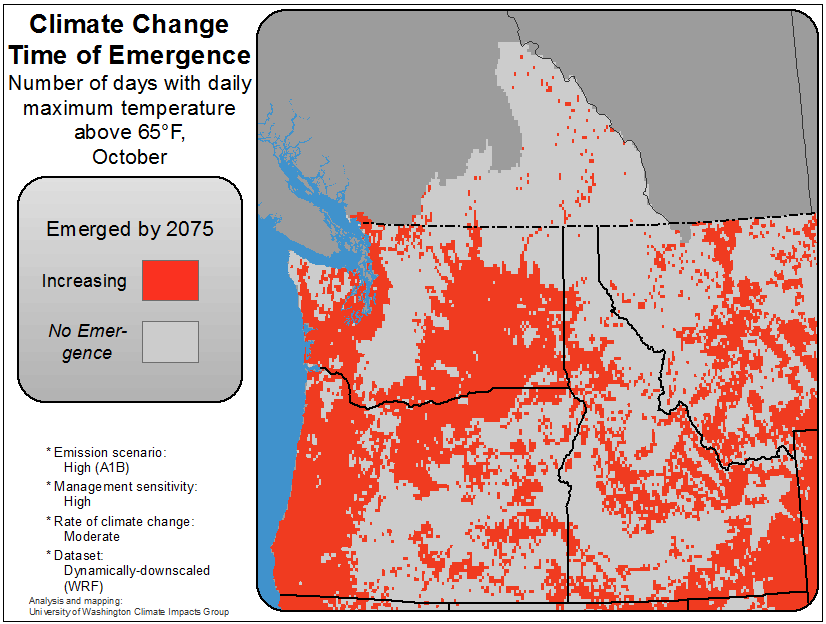 Climate Change
Time of Emergence
Number of days with daily
maximum temperature
above 65°F,
October
Emerged by 2075
Increasing
No Emer-
gence
* Emission scenario:
High (A1B)
* Management sensitivity:
High
* Rate of climate change:
Moderate
* Dataset:
Dynamically-downscaled
(WRF)
Analysis and mapping:
University of Washington Climate Impacts Group